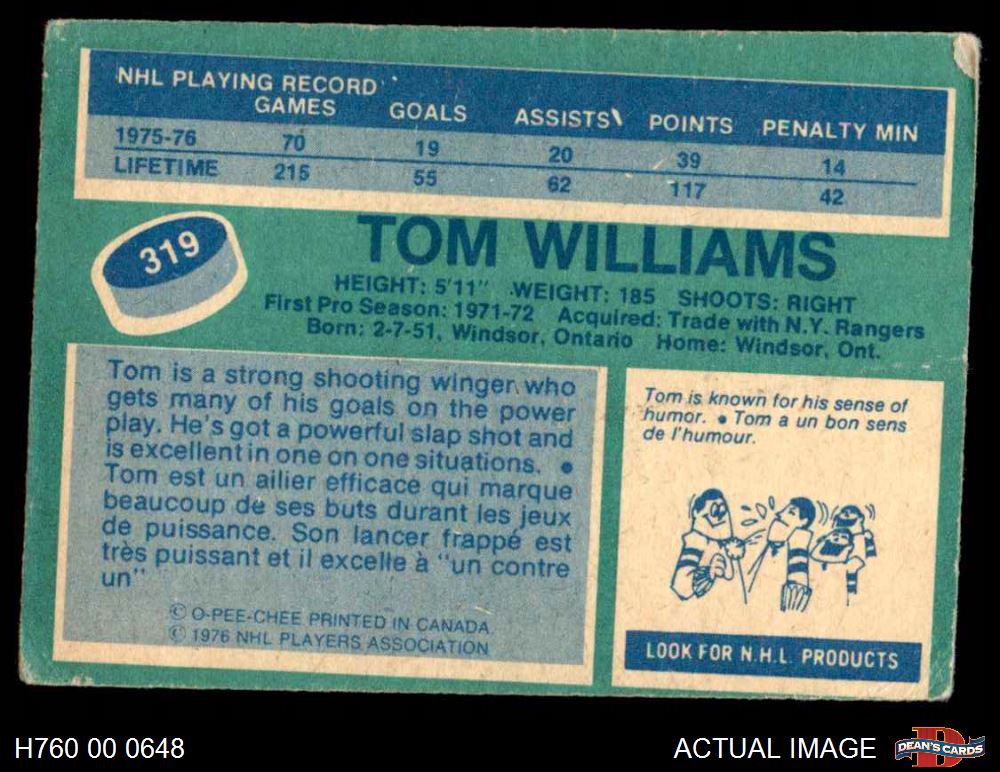 NHL PLAYING RECORD
GAMES GOALS ASSISTS POINTS PENALTY MIN
1975-76 70 19 20 39 14
LIFETIME 215 55 62 117 42
319
TOM WILLIAMS
HEIGHT: 5'11" WEIGHT: 185 SHOOTS: RIGHT
First Pro Season: 1971-72 Acquired: Trade with N.Y. Rangers
Born: 2-7-51, Windsor, Ontario Home: Windsor, Ont.
Tom is a strong shooting winger who
gets many of his goals on the power
play. He's got a powerful slap shot and
is excellent in one on one situations. •
Tom est un ailier efficace qui marque
beaucoup de ses buts durant les jeux
de puissance. Son lancer frappé est
très puissant et il excelle à "un contre
un"
© O-PEE-CHEE PRINTED IN CANADA
© 1976 NHL PLAYERS ASSOCIATION
Tom is known for his sense of
humor. • Tom a un bon sens
de l'humour.
LOOK FOR N.H.L. PRODUCTS
H760 00 0648
ACTUAL IMAGE
D
DEAN'S CARDS